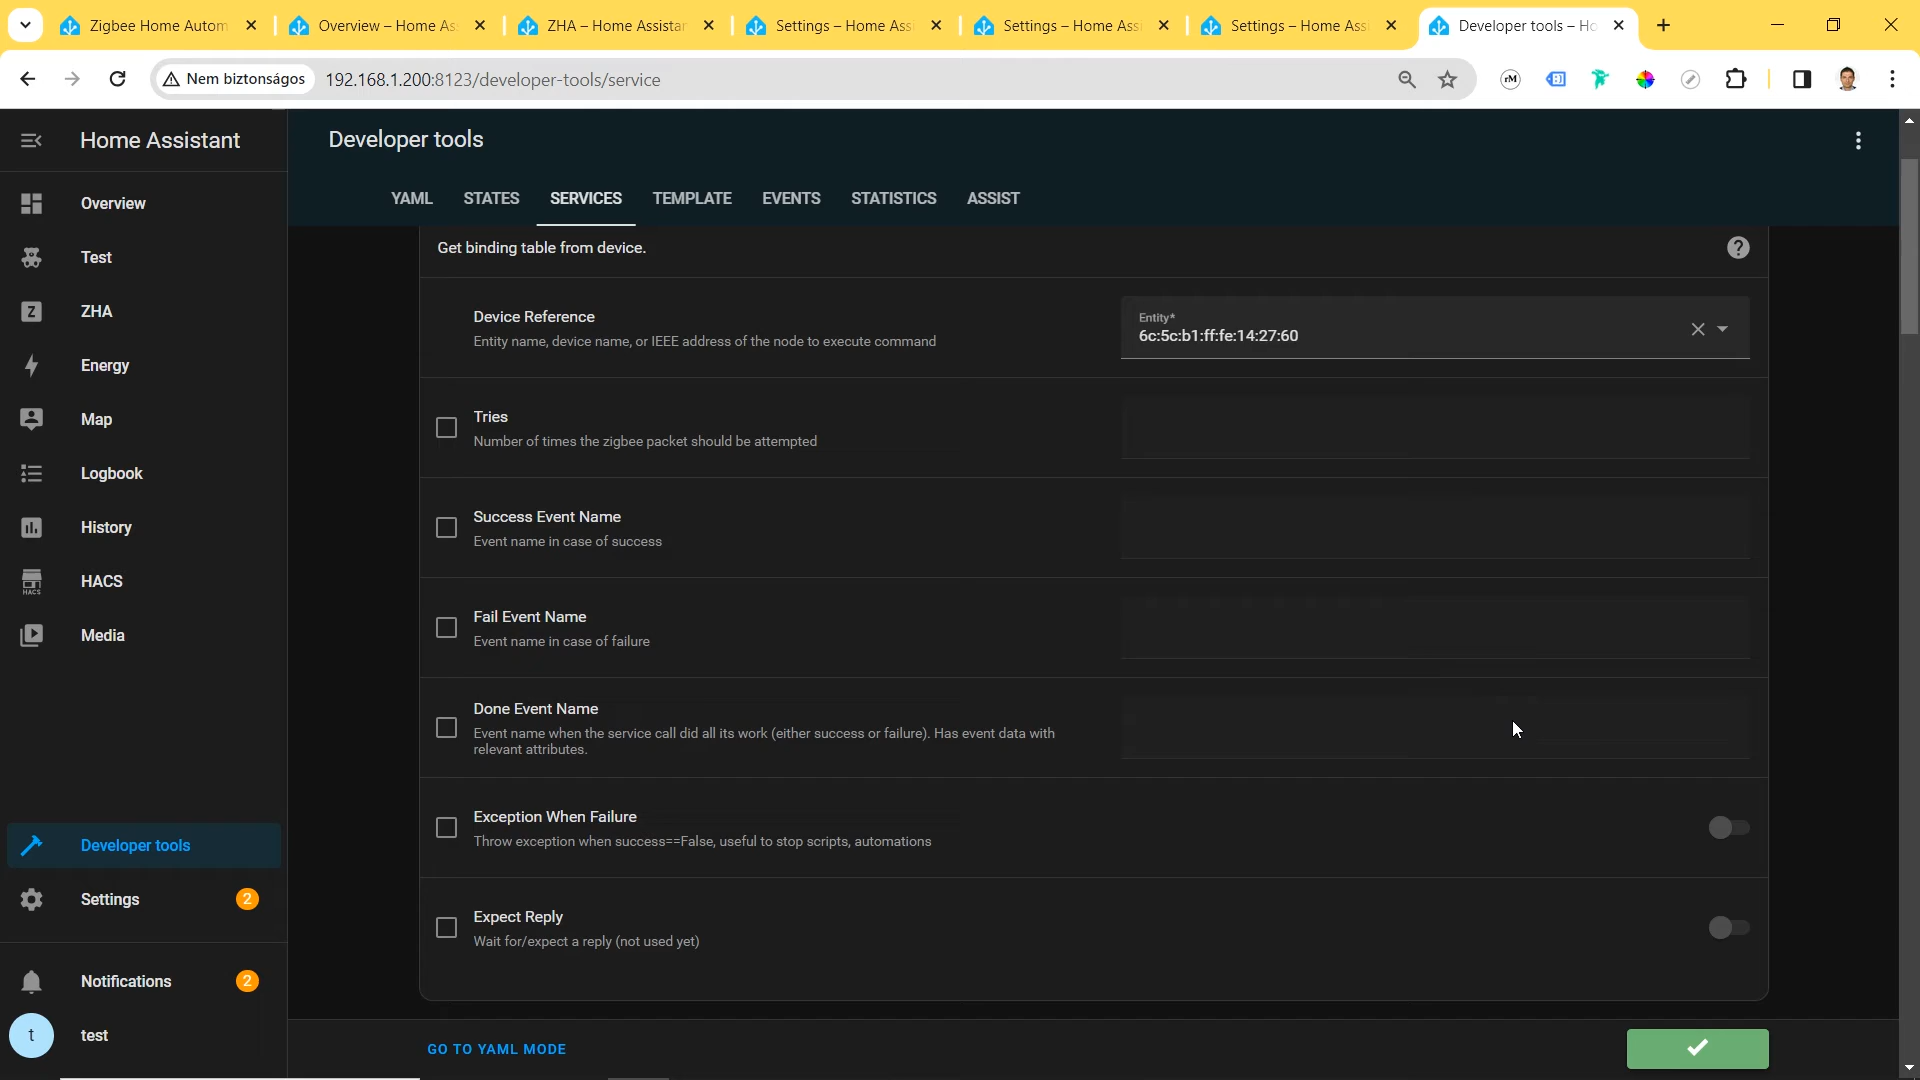 Zigbee Home Autom
Overview – Home As
ZHA – Home Assistar
Settings – Home Ass
Settings – Home Assi
Settings – Home Ass
Developer tools – Ho
Nem biztonságos
192.168.1.200:8123/developer-tools/service
rM
Home Assistant
Developer tools
YAML
STATES
SERVICES
TEMPLATE
EVENTS
STATISTICS
ASSIST
Overview
Test
Z
ZHA
Energy
Map
Logbook
History
HACS
HACS
Media
Developer tools
Settings
2
Notifications
2
t
test
Get binding table from device.
Device Reference
Entity name, device name, or IEEE address of the node to execute command
Entity*
6c:5c:b1:ff:fe:14:27:60
Tries
Number of times the zigbee packet should be attempted
Success Event Name
Event name in case of success
Fail Event Name
Event name in case of failure
Done Event Name
Event name when the service call did all its work (either success or failure). Has event data with
relevant attributes.
Exception When Failure
Throw exception when success==False, useful to stop scripts, automations
Expect Reply
Wait for/expect a reply (not used yet)
GO TO YAML MODE